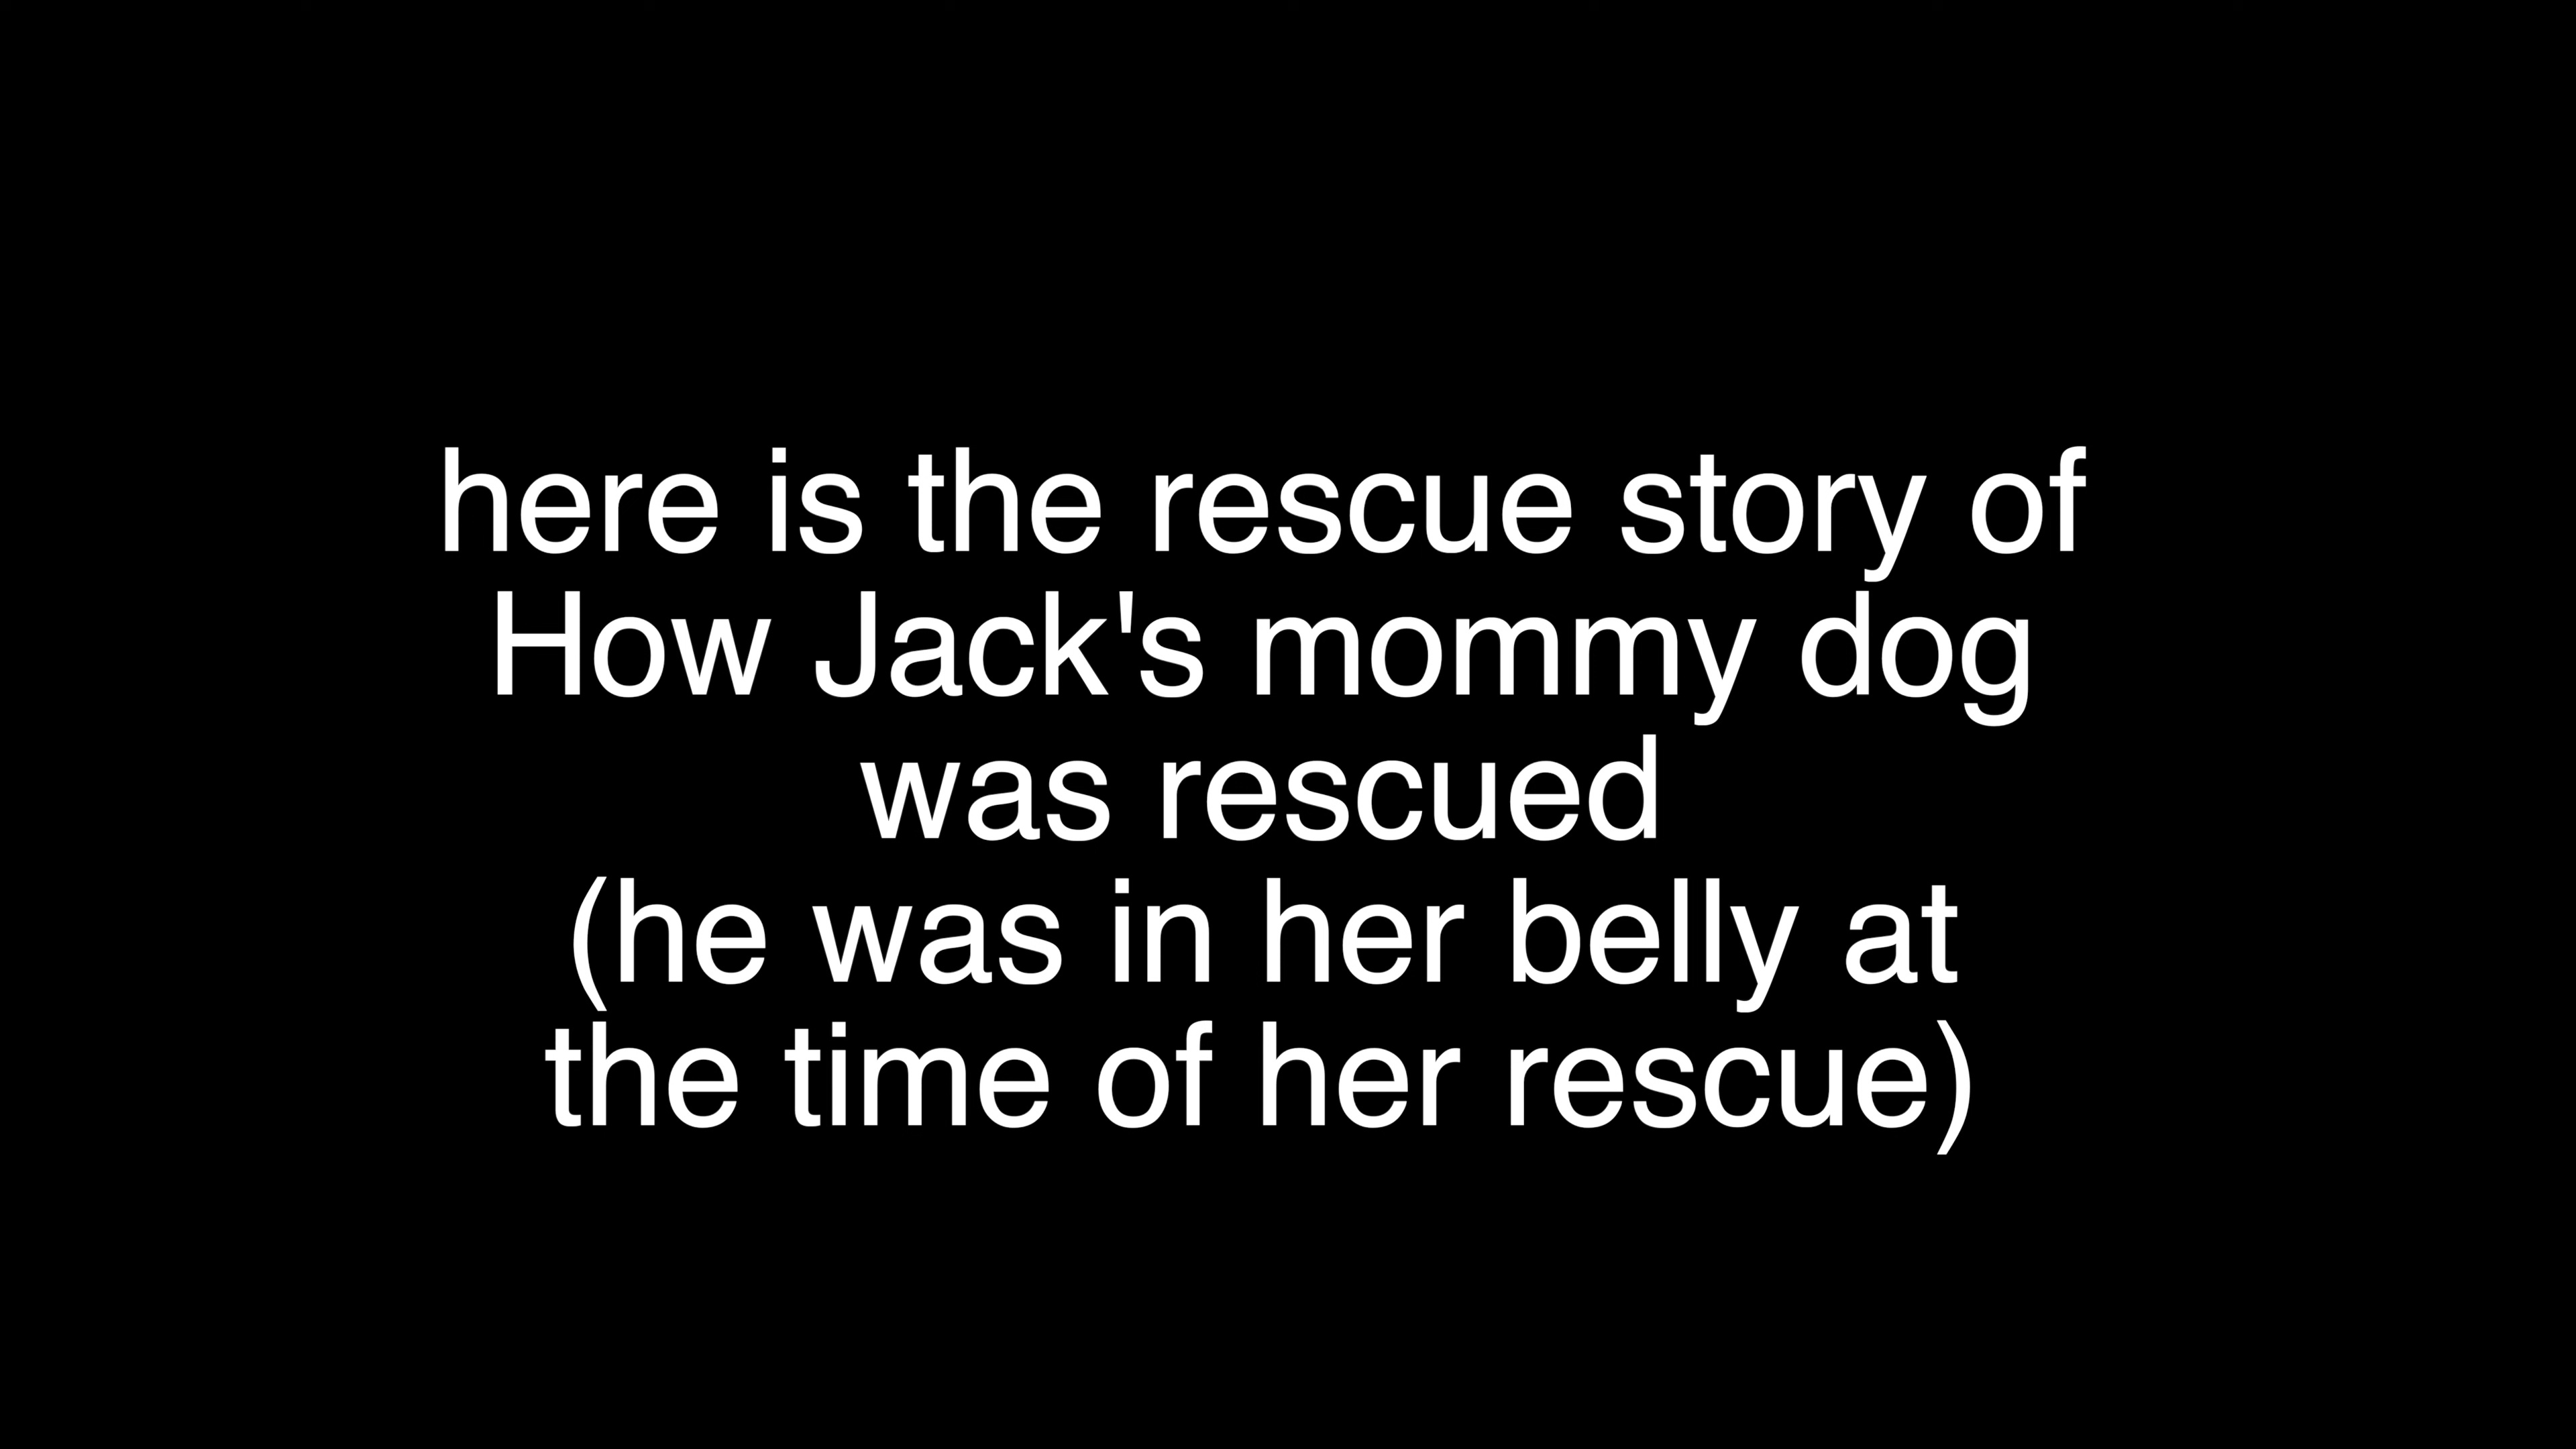 here is the rescue story of
How Jack's mommy dog
was rescued
(he was in her belly at
the time of her rescue)